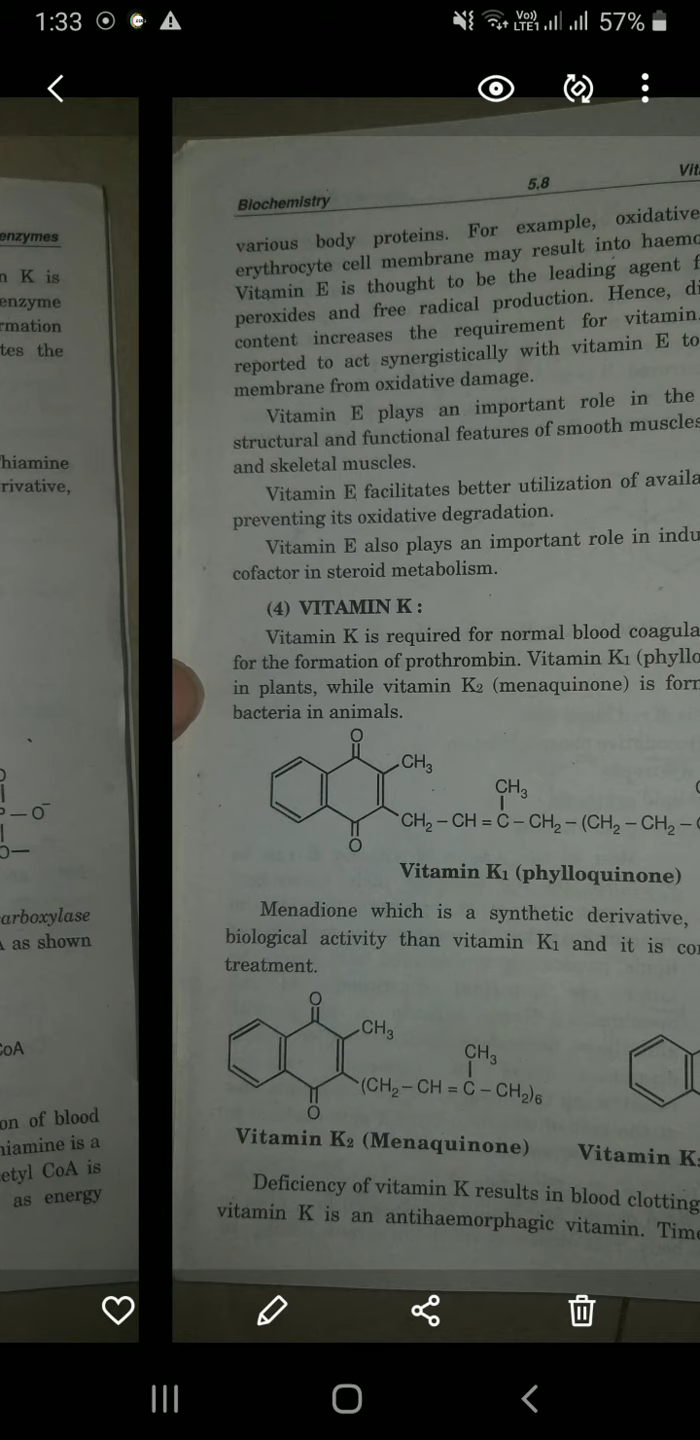 1:33
Vo))
LTE1
57%
enzymes
n K is
enzyme
rmation
tes the
hiamine
rivative,
P – O⁻
O–
arboxylase
A as shown
CoA
on of blood
hiamine is a
etyl CoA is
as energy
Biochemistry 5.8 Vit
various body proteins. For example, oxidative
erythrocyte cell membrane may result into haemo
Vitamin E is thought to be the leading agent f
peroxides and free radical production. Hence, di
content increases the requirement for vitamin.
reported to act synergistically with vitamin E to
membrane from oxidative damage.
Vitamin E plays an important role in the
structural and functional features of smooth muscles
and skeletal muscles.
Vitamin E facilitates better utilization of availa
preventing its oxidative degradation.
Vitamin E also plays an important role in indu
cofactor in steroid metabolism.
(4) VITAMIN K :
Vitamin K is required for normal blood coagula
for the formation of prothrombin. Vitamin K₁ (phyllo
in plants, while vitamin K₂ (menaquinone) is for
bacteria in animals.
O
CH₃
CH₃
CH₂ – CH = C – CH₂ – (CH₂ – CH₂ – C
O
Vitamin K₁ (phylloquinone)
Menadione which is a synthetic derivative,
biological activity than vitamin K₁ and it is co
treatment.
O
CH₃
CH₃
(CH₂ – CH = C – CH₂)₆
O
Vitamin K₂ (Menaquinone) Vitamin K
Deficiency of vitamin K results in blood clotting
vitamin K is an antihaemorphagic vitamin. Time